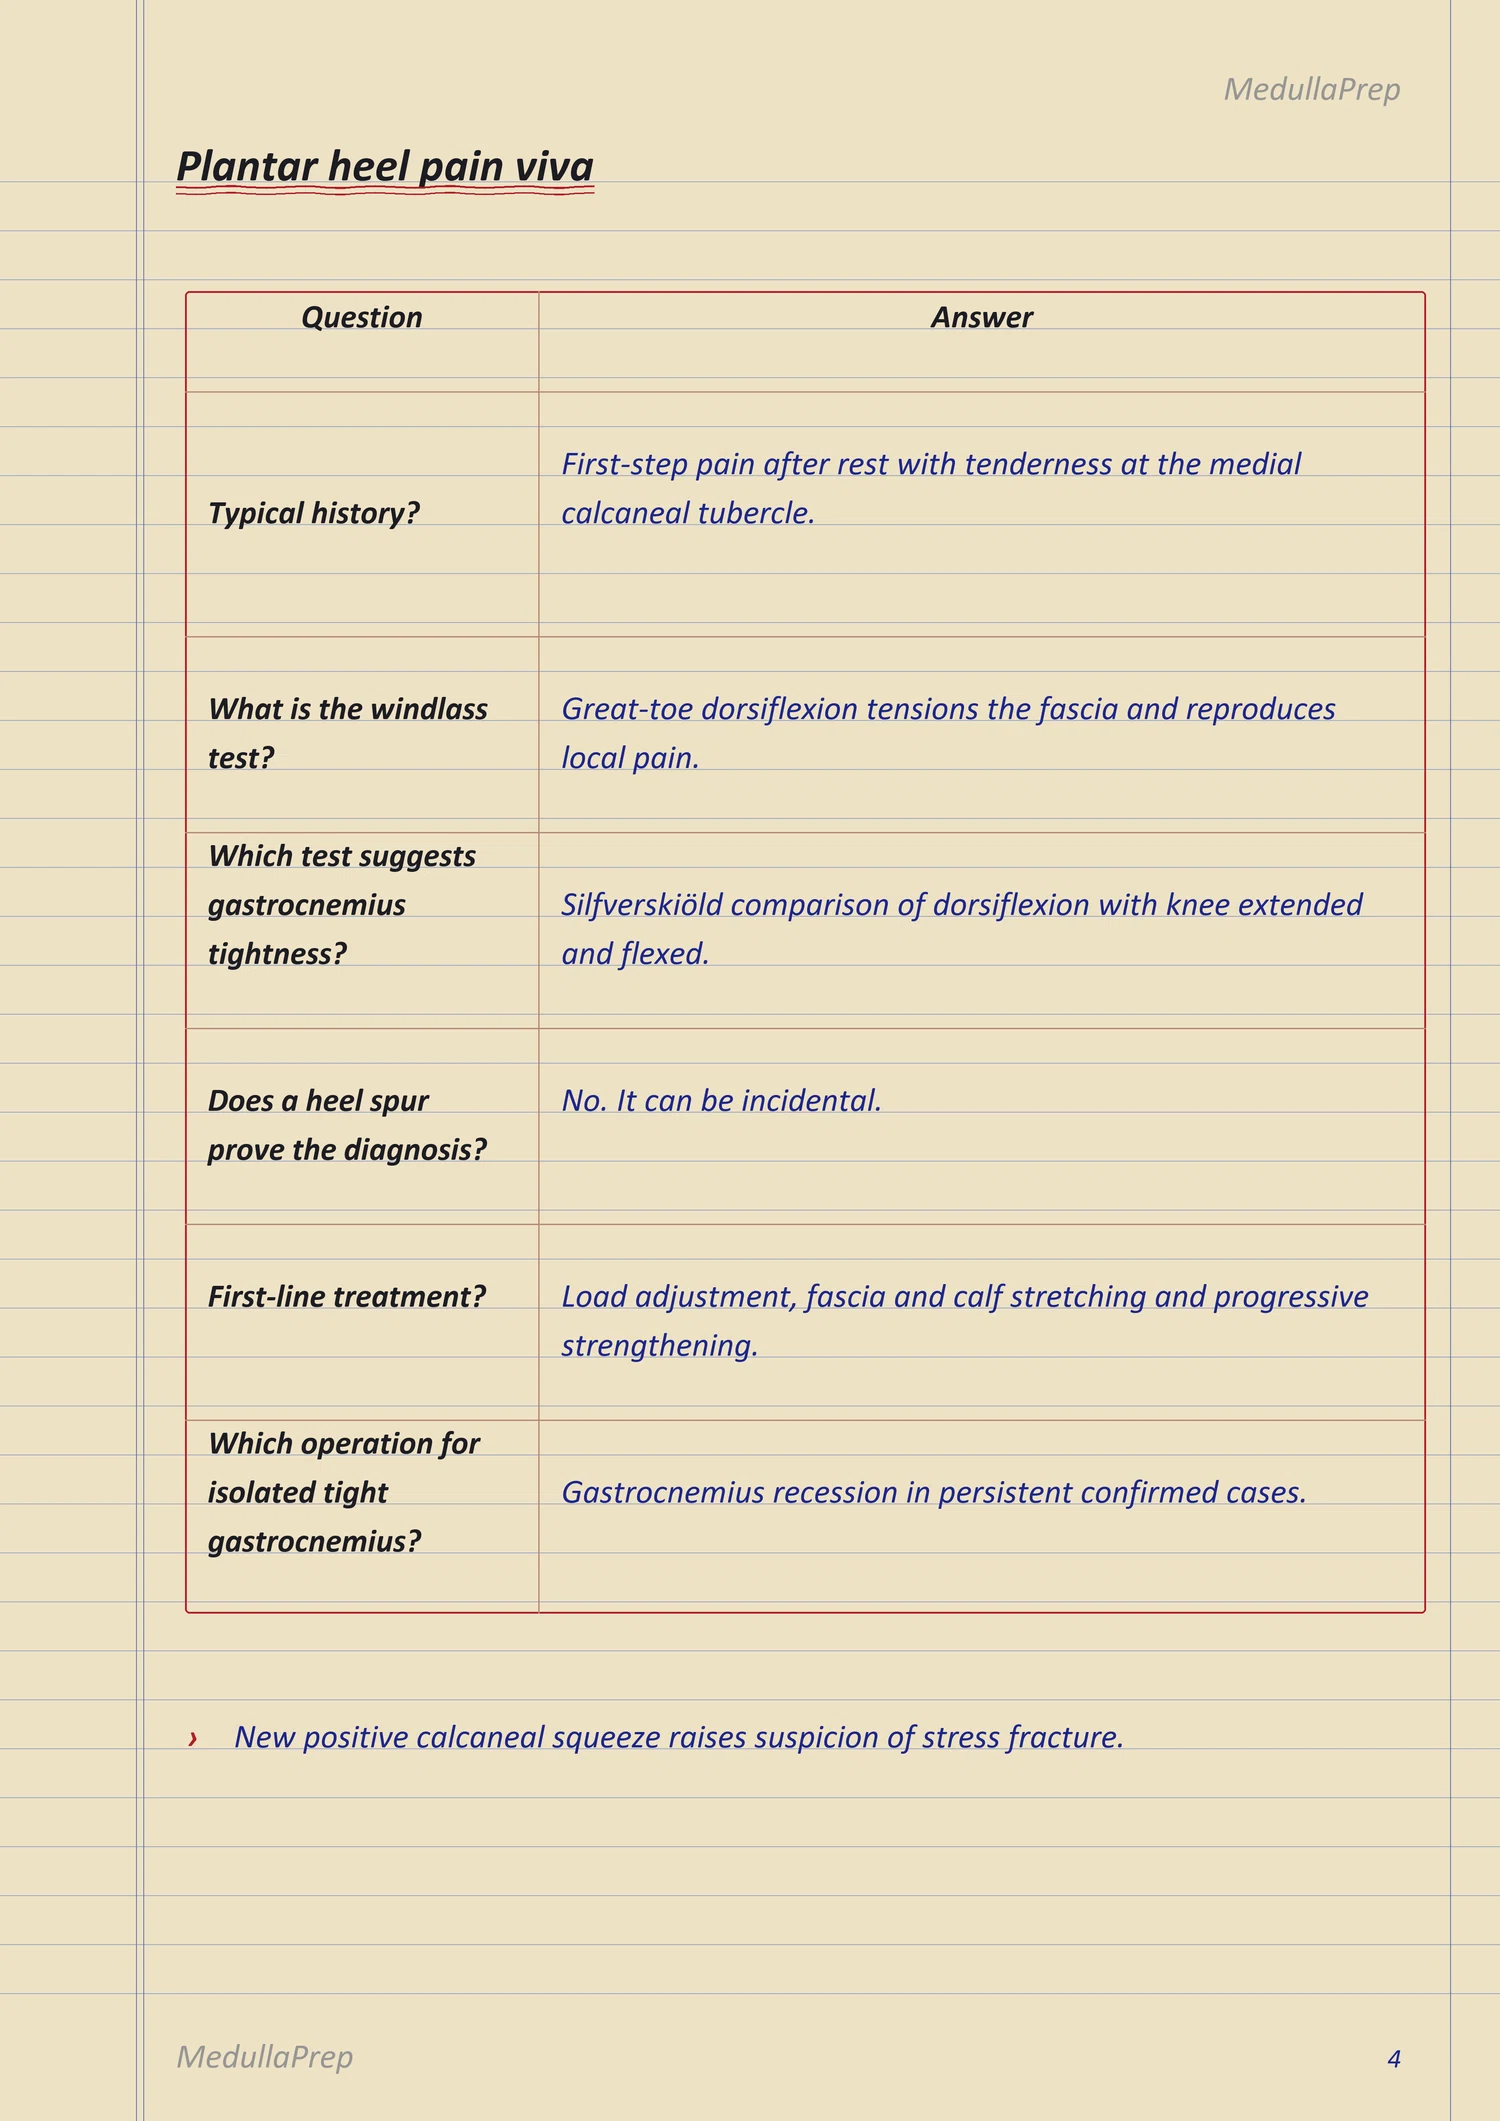 MedullaPrep
Plantar heel pain viva
Question
Answer
Typical history?
First-step pain after rest with tenderness at the medial
calcaneal tubercle.
What is the windlass
test?
Great-toe dorsiflexion tensions the fascia and reproduces
local pain.
Which test suggests
gastrocnemius
tightness?
Silfverskiöld comparison of dorsiflexion with knee extended
and flexed.
Does a heel spur
prove the diagnosis?
No. It can be incidental.
First-line treatment?
Load adjustment, fascia and calf stretching and progressive
strengthening.
Which operation for
isolated tight
gastrocnemius?
Gastrocnemius recession in persistent confirmed cases.
› New positive calcaneal squeeze raises suspicion of stress fracture.
MedullaPrep
4